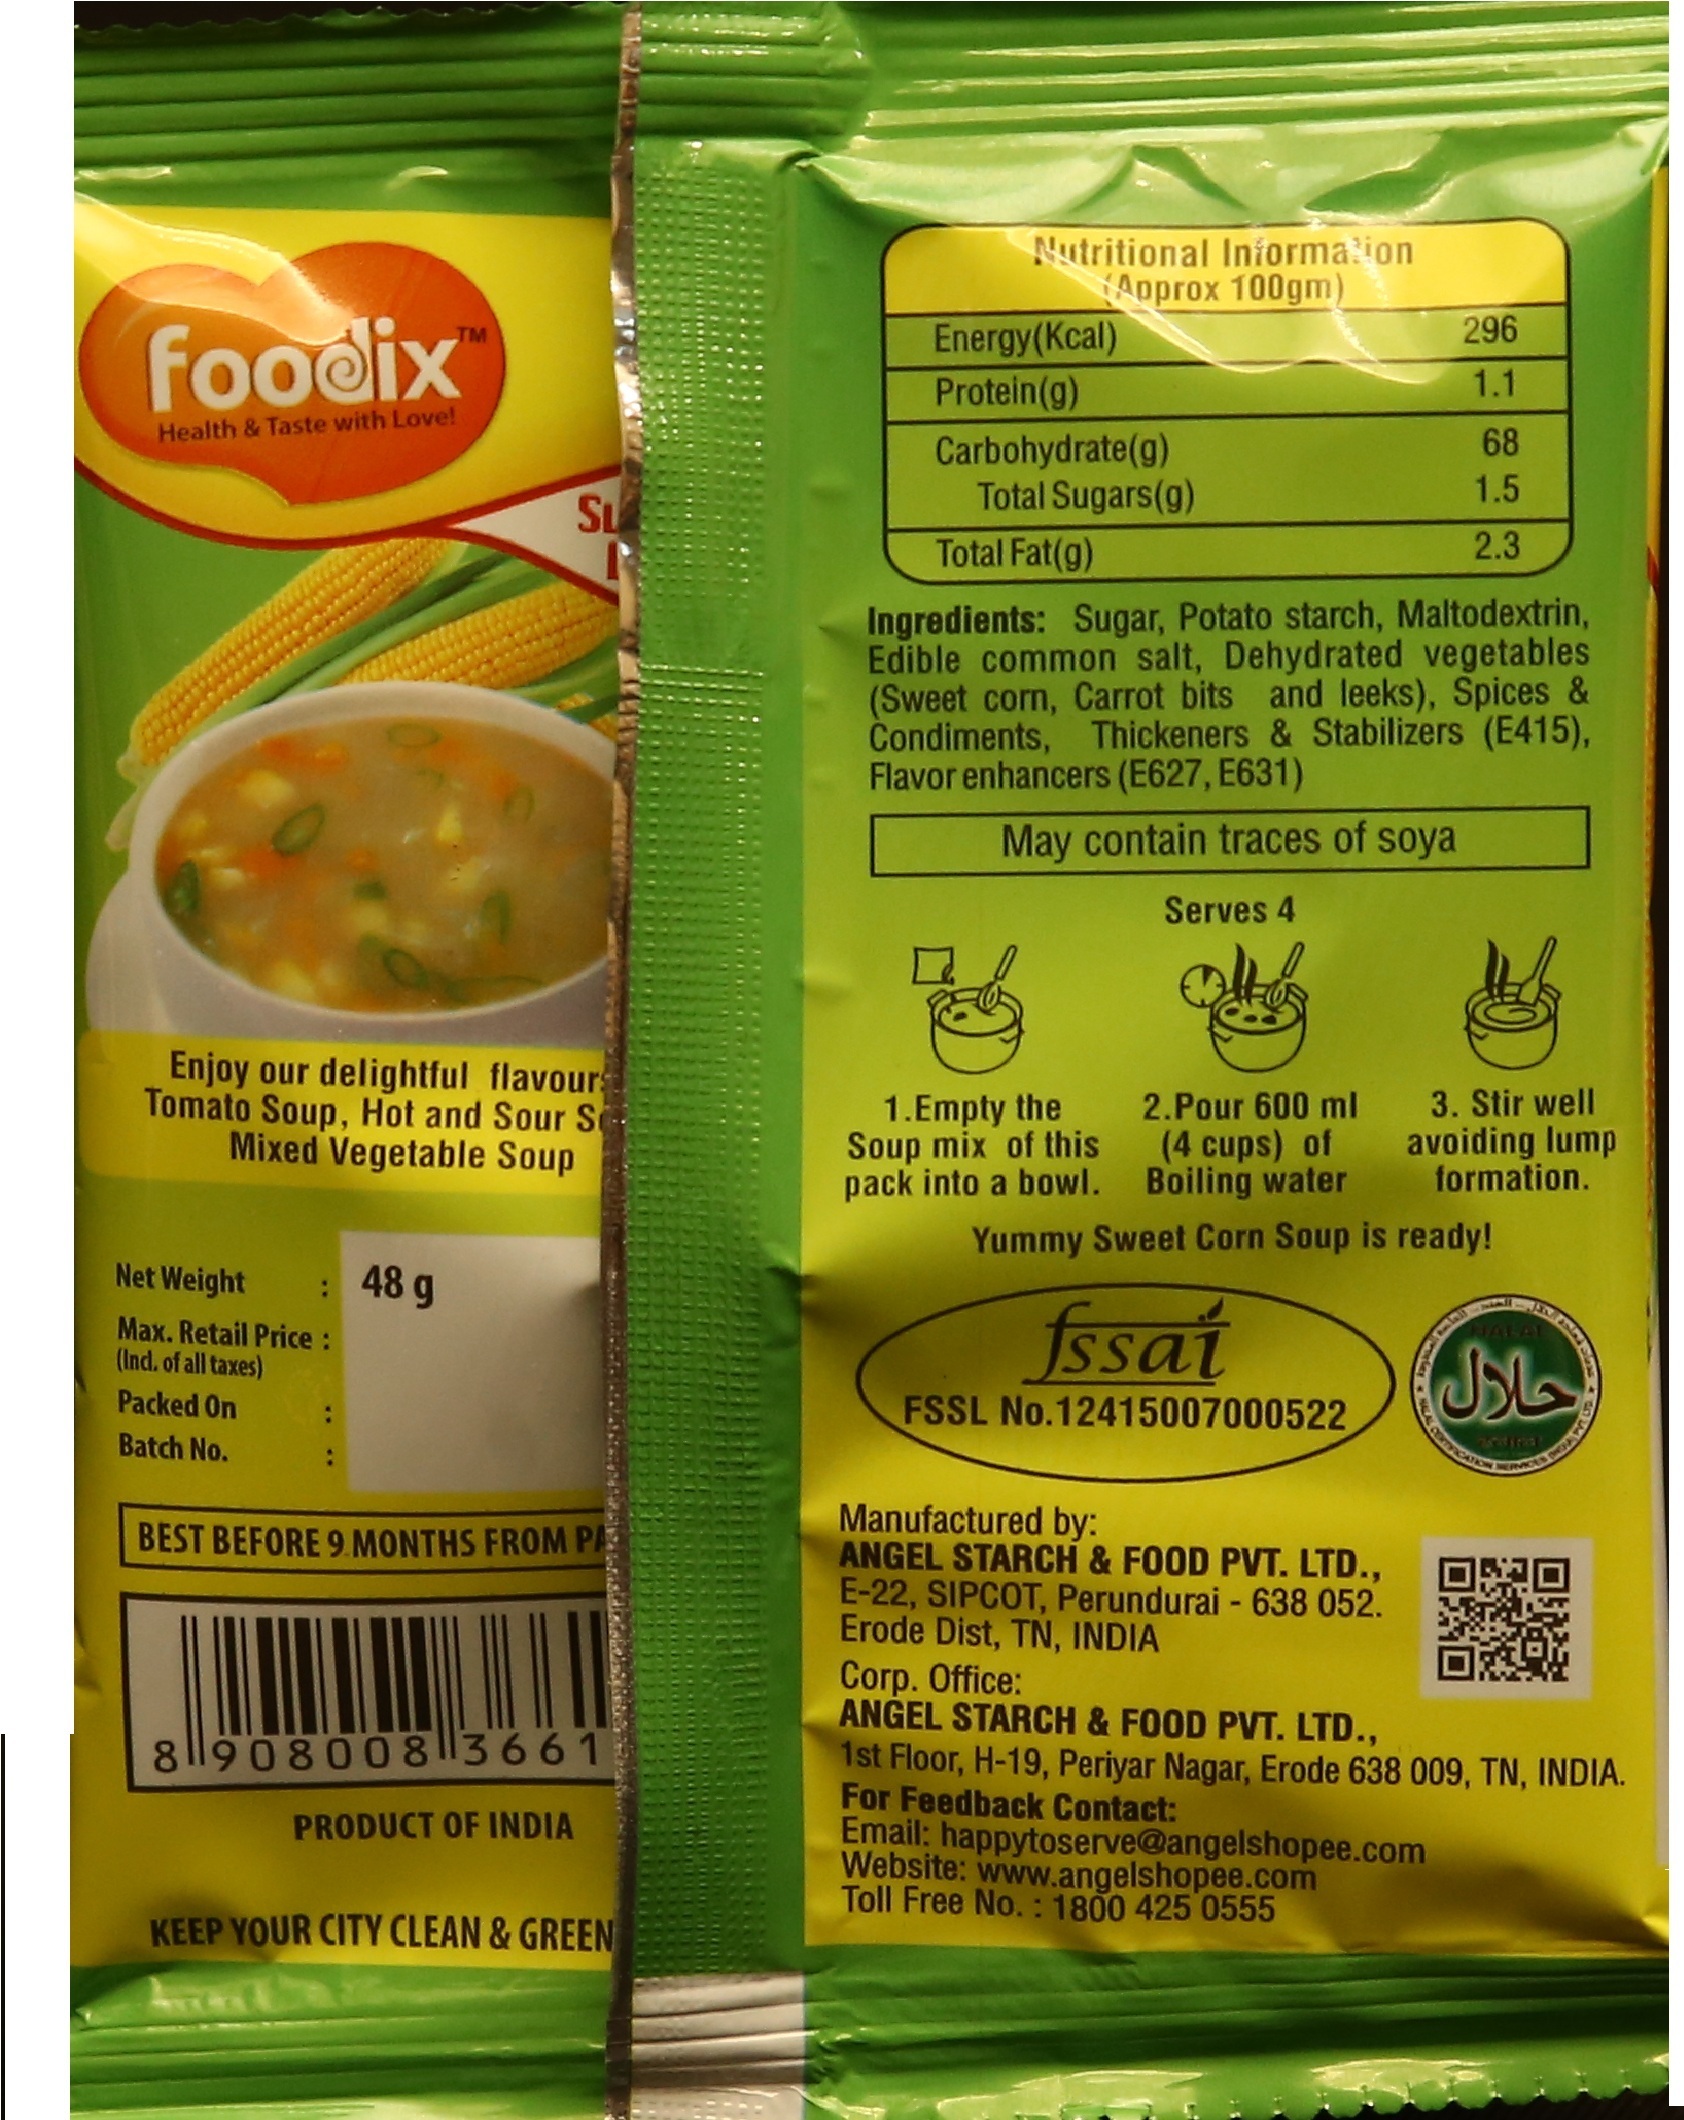 foodix™
Health & Taste with Love!
Enjoy our delightful flavour
Tomato Soup, Hot and Sour
Mixed Vegetable Soup
Net Weight : 48 g
Max. Retail Price :
(Incl. of all taxes)
Packed On :
Batch No. :
BEST BEFORE 9 MONTHS FROM
8 908008 3661
PRODUCT OF INDIA
KEEP YOUR CITY CLEAN & GREEN
Nutritional Information
(Approx 100gm)
Energy(Kcal) 296
Protein(g) 1.1
Carbohydrate(g) 68
Total Sugars(g) 1.5
Total Fat(g) 2.3
Ingredients: Sugar, Potato starch, Maltodextrin,
Edible common salt, Dehydrated vegetables
(Sweet corn, Carrot bits and leeks), Spices &
Condiments, Thickeners & Stabilizers (E415),
Flavor enhancers (E627, E631)
May contain traces of soya
Serves 4
1.Empty the
Soup mix of this
pack into a bowl.
2.Pour 600 ml
(4 cups) of
Boiling water
3. Stir well
avoiding lump
formation.
Yummy Sweet Corn Soup is ready!
fssai
FSSL No.12415007000522
HALAL
حلال
Manufactured by:
ANGEL STARCH & FOOD PVT. LTD.,
E-22, SIPCOT, Perundurai - 638 052.
Erode Dist, TN, INDIA
Corp. Office:
ANGEL STARCH & FOOD PVT. LTD.,
1st Floor, H-19, Periyar Nagar, Erode 638 009, TN, INDIA.
For Feedback Contact:
Email: happytoserve@angelshopee.com
Website: www.angelshopee.com
Toll Free No. : 1800 425 0555